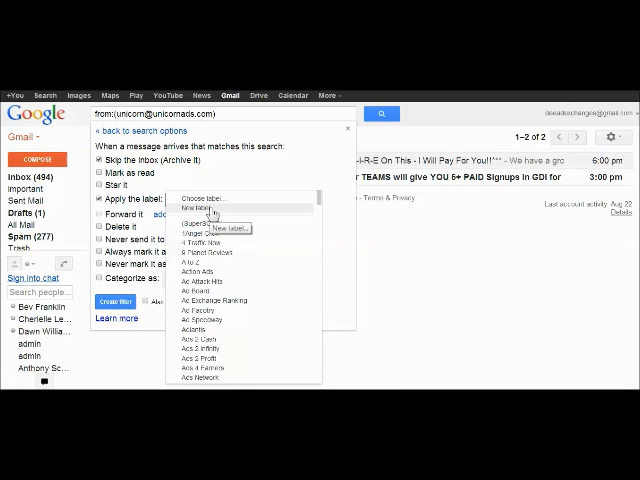 +You Search Images Maps Play YouTube News Gmail Drive Calendar More
Google
from:(unicorn@unicornads.com)
deeadexchanges@gmail.com
Gmail
« back to search options
1–2 of 2
When a message arrives that matches this search:
COMPOSE
Skip the Inbox (Archive it)
-I-R-E On This - I Will Pay For You!!** - We have a gro
6:00 pm
Inbox (494)
Mark as read
TEAMS will give YOU 5+ PAID Signups in GDI for
3:00 pm
Important
Star it
Sent Mail
Apply the label:
Choose label...
- Terms & Privacy
Last account activity: Aug 22
Details
Drafts (1)
New label
Forward it
All Mail
Delete it
New label...
Spam (277)
Never send it to
Trash
Always mark it a
Never mark it as
Categorize as:
4 Traffic Now
9 Planet Reviews
A to Z
Action Ads
Ad Attack Hits
Ad Board
Ad Exchange Ranking
Ad Facotry
Ad Speedway
Adlantis
Ads 2 Cash
Ads 2 Infinity
Ads 2 Profit
Ads 4 Earners
Ads Network
Create filter
Learn more
Sign into chat
Search people...
Bev Franklin
Cherielle Le...
Dawn William
admin
admin
Anthony Sc...